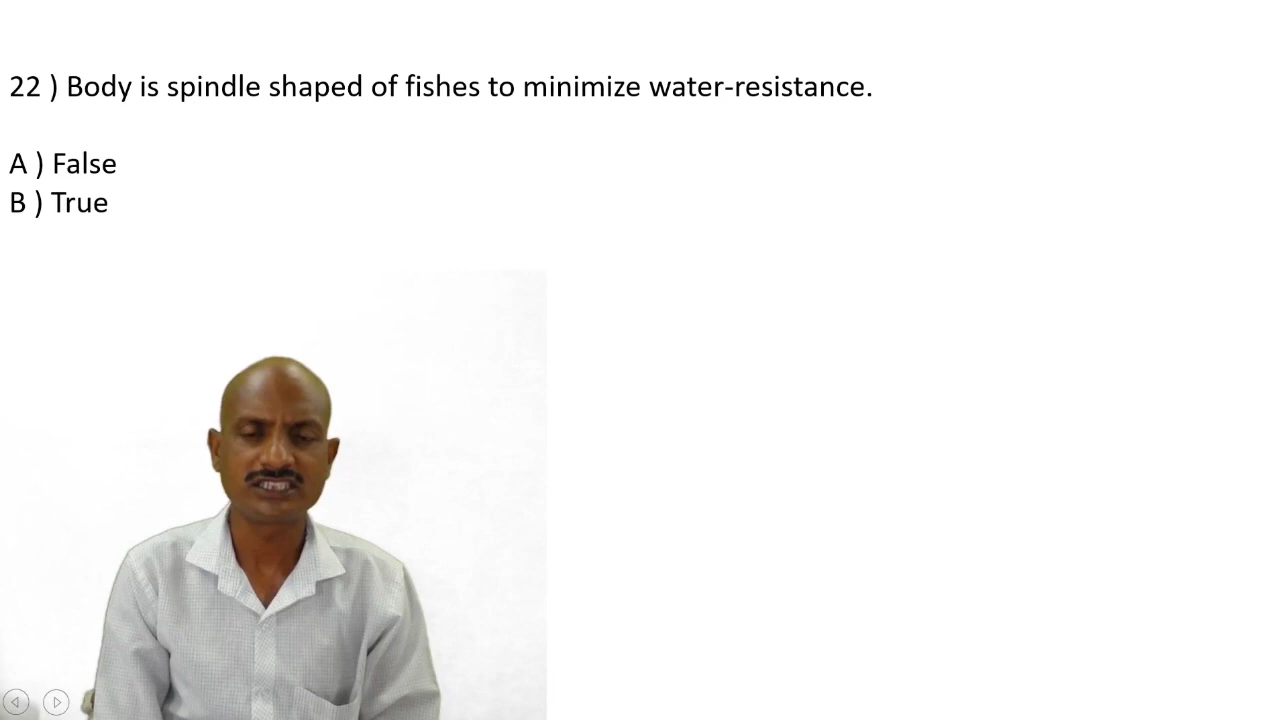 22 ) Body is spindle shaped of fishes to minimize water-resistance.
A ) False
B ) True